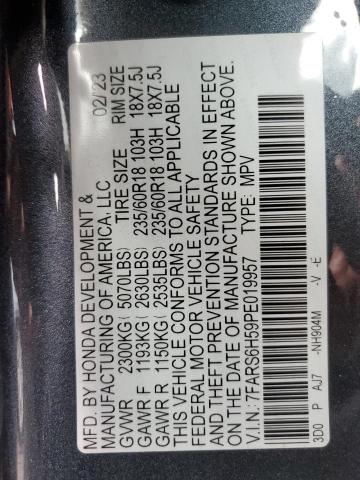 MFD. BY HONDA DEVELOPMENT &
MANUFACTURING OF AMERICA, LLC 02/23
TIRE SIZE RIM SIZE
GVWR 2300KG ( 5070LBS)
GAWR F 1193KG ( 2630LBS) 235/60R18 103H 18X7.5J
GAWR R 1150KG ( 2535LBS) 235/60R18 103H 18X7.5J
THIS VEHICLE CONFORMS TO ALL APPLICABLE
FEDERAL MOTOR VEHICLE SAFETY
AND THEFT PREVENTION STANDARDS IN EFFECT
ON THE DATE OF MANUFACTURE SHOWN ABOVE.
V.I.N.: 7FARS6H59PE019957 TYPE: MPV
3D0 P AJ7 -NH904M -V -E